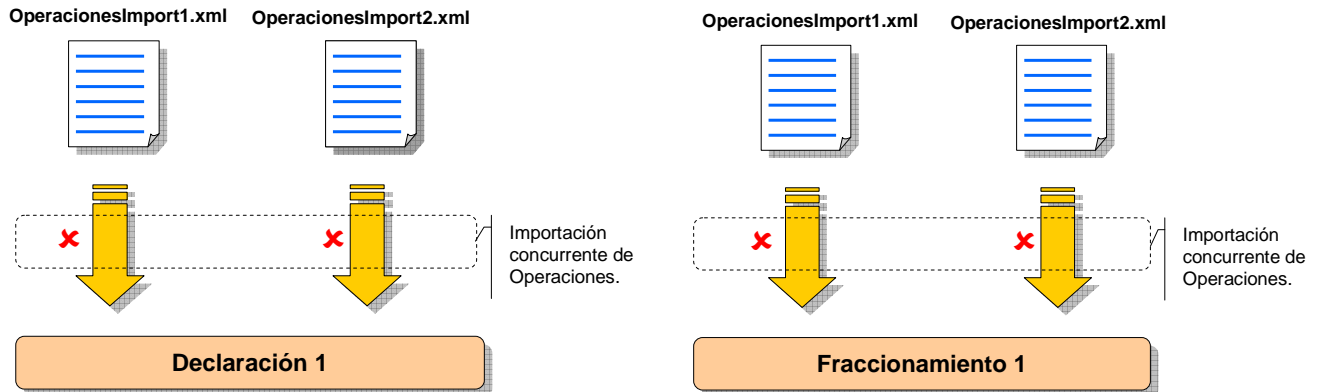 OperacionesImport1.xml
OperacionesImport2.xml
Importación
concurrente de
Operaciones.
Declaración 1
OperacionesImport1.xml
OperacionesImport2.xml
Importación
concurrente de
Operaciones.
Fraccionamiento 1